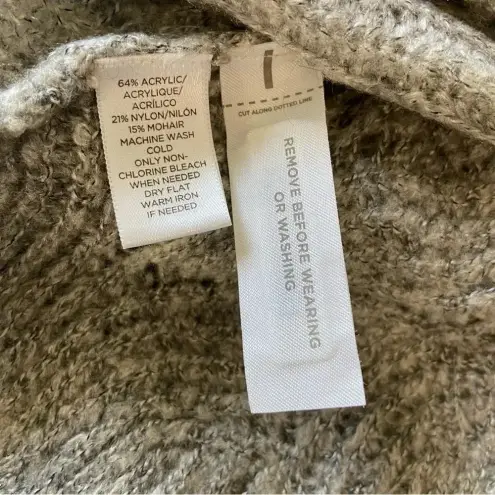 64% ACRYLIC/
ACRYLIQUE/
ACRÍLICO
21% NYLON/NILÓN
15% MOHAIR
MACHINE WASH
COLD
ONLY NON-
CHLORINE BLEACH
WHEN NEEDED
DRY FLAT
WARM IRON
IF NEEDED
CUT ALONG DOTTED LINE
REMOVE BEFORE WEARING
OR WASHING